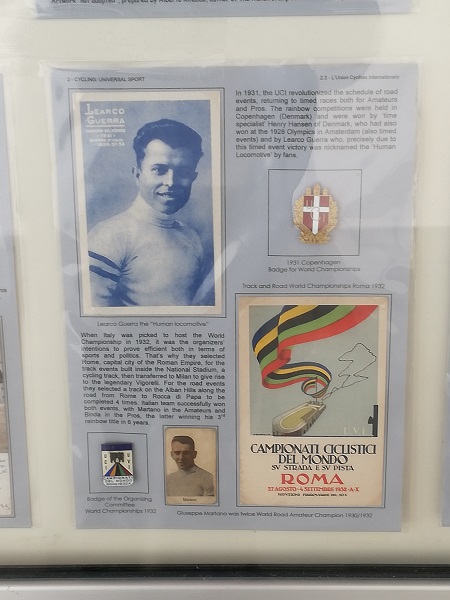 2 - CYCLING: UNIVERSAL SPORT
2.3 - L'Union Cycliste Internationale
LEARCO
GUERRA
In 1931, the UCI revolutionized the schedule of road
events, returning to timed races both for Amateurs
and Pros. The rainbow competitions were held in
Copenhagen (Denmark) and were won by 'time
specialist' Henry Hansen of Denmark, who had also
won at the 1928 Olympics in Amsterdam (also timed
events) and by Learco Guerra who, precisely due to
this timed event victory was nicknamed the 'Human
Locomotive' by fans.
1931 Copenhagen
Badge for World Championships
Learco Guerra the "Human locomotive"
Track and Road World Championships Roma 1932
When Italy was picked to host the World
Championship in 1932, it was the organizers'
intentions to prove efficient both in terms of
sports and politics. That's why they selected
Rome, capital city of the Roman Empire, for the
track events built inside the National Stadium, a
cycling track, then transferred to Milan to give rise
to the legendary Vigorelli. For the road events
they selected a track on the Alban Hills along the
road from Rome to Rocca di Papa to be
completed 4 times. Italian team successfully won
both events, with Martano in the Amateurs and
Binda in the Pros, the latter winning his 3rd
rainbow title in 6 years.
U.V.I.
CAMPIONATI CICLISTICI
DEL MONDO
SV STRADA E SV PISTA
ROMA
27 AGOSTO - 4 SETTEMBRE 1932 - A - X
Badge of the Organising
Committee
World Championships 1932
Giuseppe Martano was twice World Road Amateur Champion 1930/1932